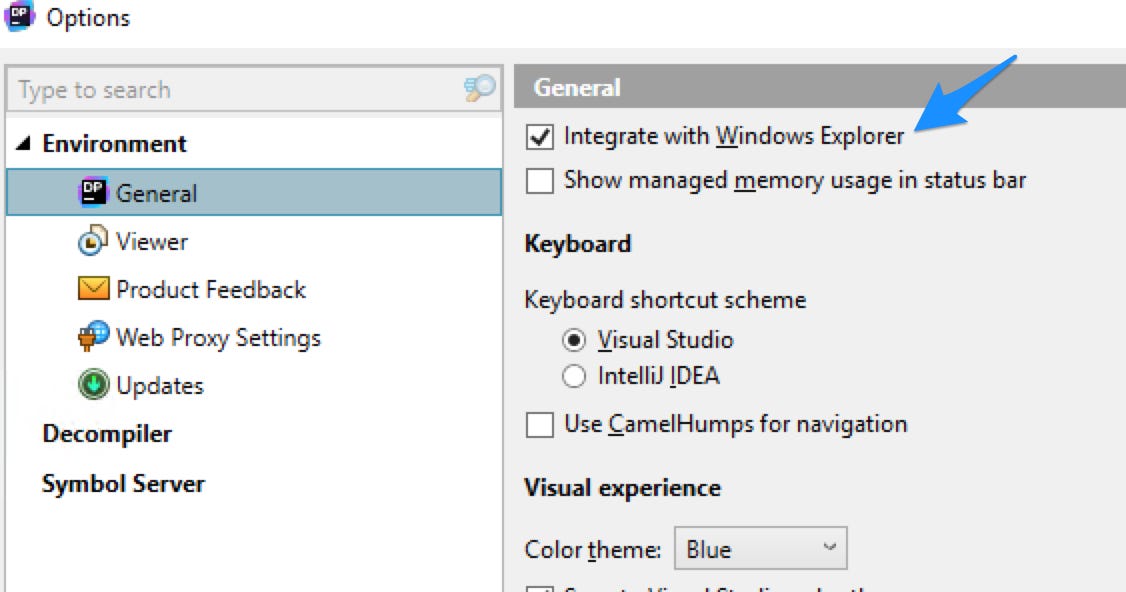 DP Options
Type to search
Environment
DP General
Viewer
Product Feedback
Web Proxy Settings
Updates
Decompiler
Symbol Server
General
Integrate with Windows Explorer
Show managed memory usage in status bar
Keyboard
Keyboard shortcut scheme
Visual Studio
IntelliJ IDEA
Use CamelHumps for navigation
Visual experience
Color theme: Blue